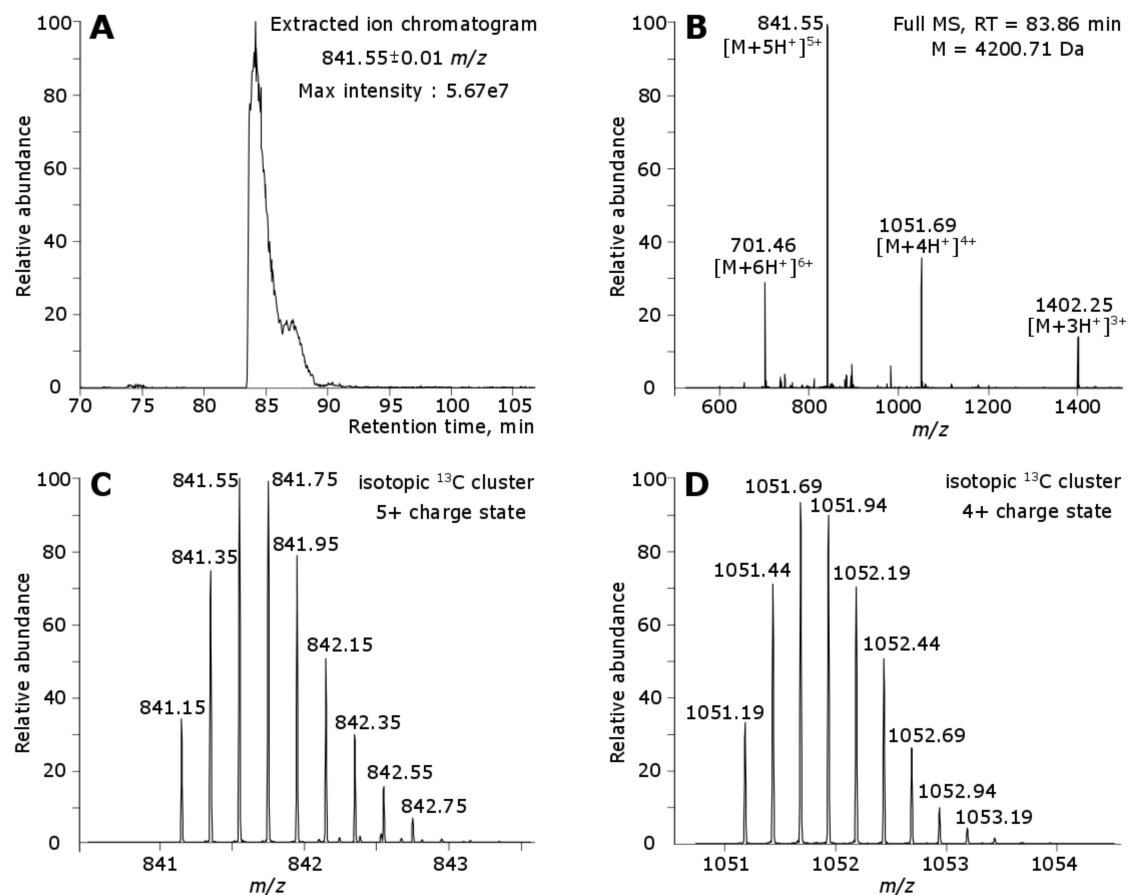 A
Extracted ion chromatogram
841.55±0.01 m/z
Max intensity : 5.67e7
Relative abundance
100
80
60
40
20
0
70 75 80 85 90 95 100 105
Retention time, min
B
Full MS, RT = 83.86 min
M = 4200.71 Da
841.55
[M+5H⁺]⁵⁺
701.46
[M+6H⁺]⁶⁺
1051.69
[M+4H⁺]⁴⁺
1402.25
[M+3H⁺]³⁺
Relative abundance
100
80
60
40
20
0
600 800 1000 1200 1400
m/z
C
isotopic ¹³C cluster
5+ charge state
841.15
841.35
841.55
841.75
841.95
842.15
842.35
842.55
842.75
Relative abundance
100
80
60
40
20
0
841 842 843
m/z
D
isotopic ¹³C cluster
4+ charge state
1051.19
1051.44
1051.69
1051.94
1052.19
1052.44
1052.69
1052.94
1053.19
Relative abundance
100
80
60
40
20
0
1051 1052 1053 1054
m/z